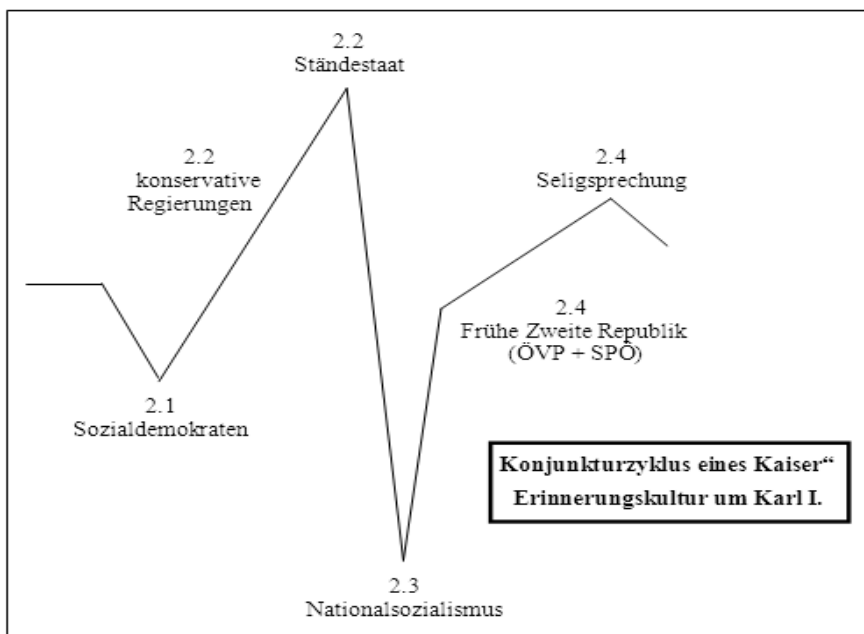 2.2
Ständestaat
2.2
konservative
Regierungen
2.4
Seligsprechung
2.4
Frühe Zweite Republik
(ÖVP + SPÖ)
2.1
Sozialdemokraten
Konjunkturzyklus eines Kaiser“
Erinnerungskultur um Karl I.
2.3
Nationalsozialismus